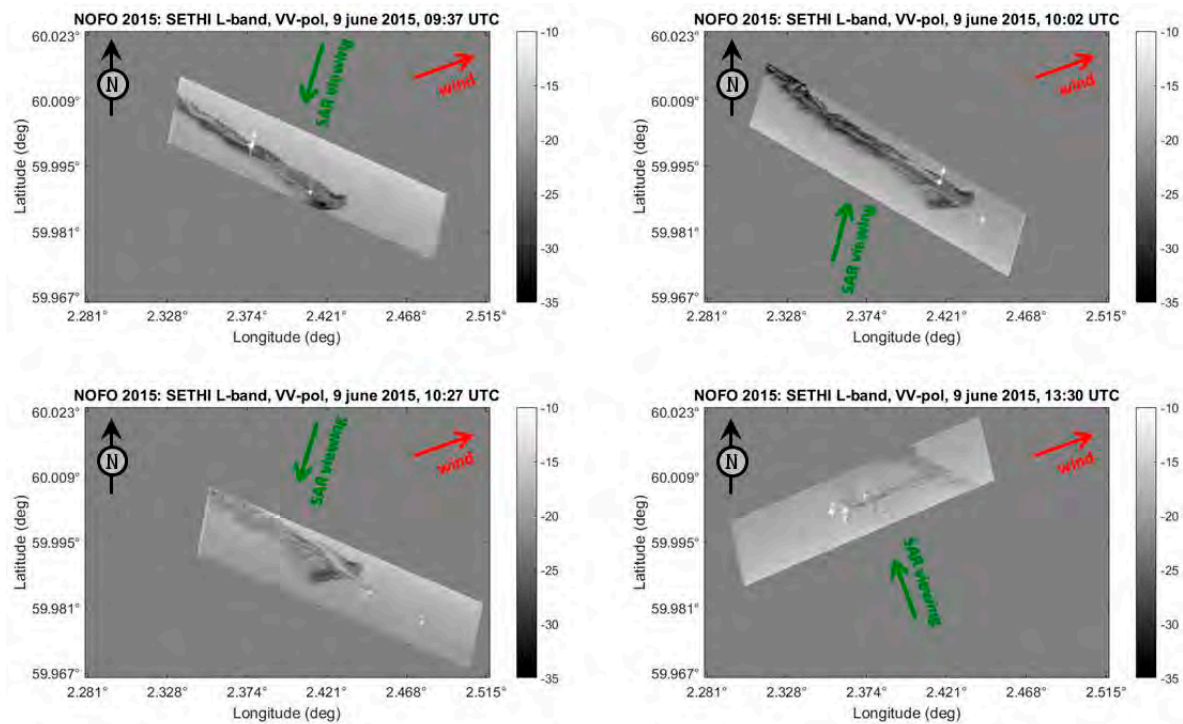 NOFO 2015: SETHI L-band, VV-pol, 9 june 2015, 09:37 UTC
60.023°
60.009°
59.995°
59.981°
59.967°
Latitude (deg)
2.281°
2.328°
2.374°
2.421°
2.468°
2.515°
Longitude (deg)
N
SAR viewing
wind
-10
-15
-20
-25
-30
-35
NOFO 2015: SETHI L-band, VV-pol, 9 june 2015, 10:02 UTC
60.023°
60.009°
59.995°
59.981°
59.967°
Latitude (deg)
2.281°
2.328°
2.374°
2.421°
2.468°
2.515°
Longitude (deg)
N
SAR viewing
wind
-10
-15
-20
-25
-30
-35
NOFO 2015: SETHI L-band, VV-pol, 9 june 2015, 10:27 UTC
60.023°
60.009°
59.995°
59.981°
59.967°
Latitude (deg)
2.281°
2.328°
2.374°
2.421°
2.468°
2.515°
Longitude (deg)
N
SAR viewing
wind
-10
-15
-20
-25
-30
-35
NOFO 2015: SETHI L-band, VV-pol, 9 june 2015, 13:30 UTC
60.023°
60.009°
59.995°
59.981°
59.967°
Latitude (deg)
2.281°
2.328°
2.374°
2.421°
2.468°
2.515°
Longitude (deg)
N
SAR viewing
wind
-10
-15
-20
-25
-30
-35